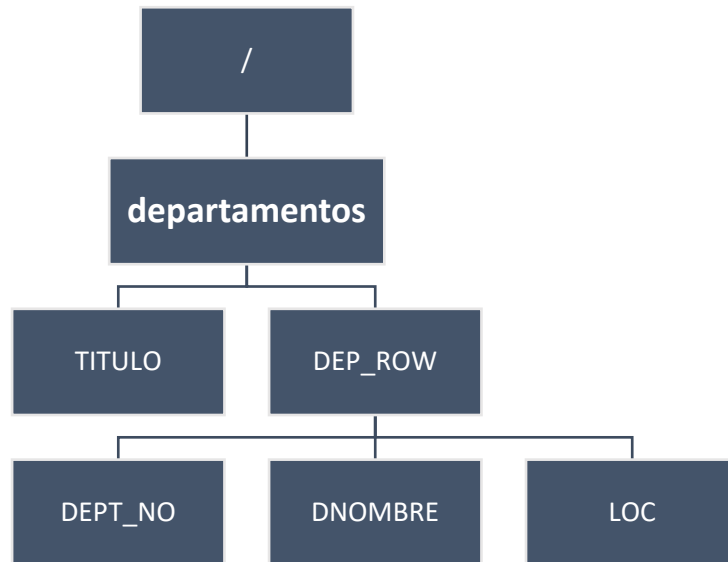 /
departamentos
TITULO
DEP_ROW
DEPT_NO
DNOMBRE
LOC